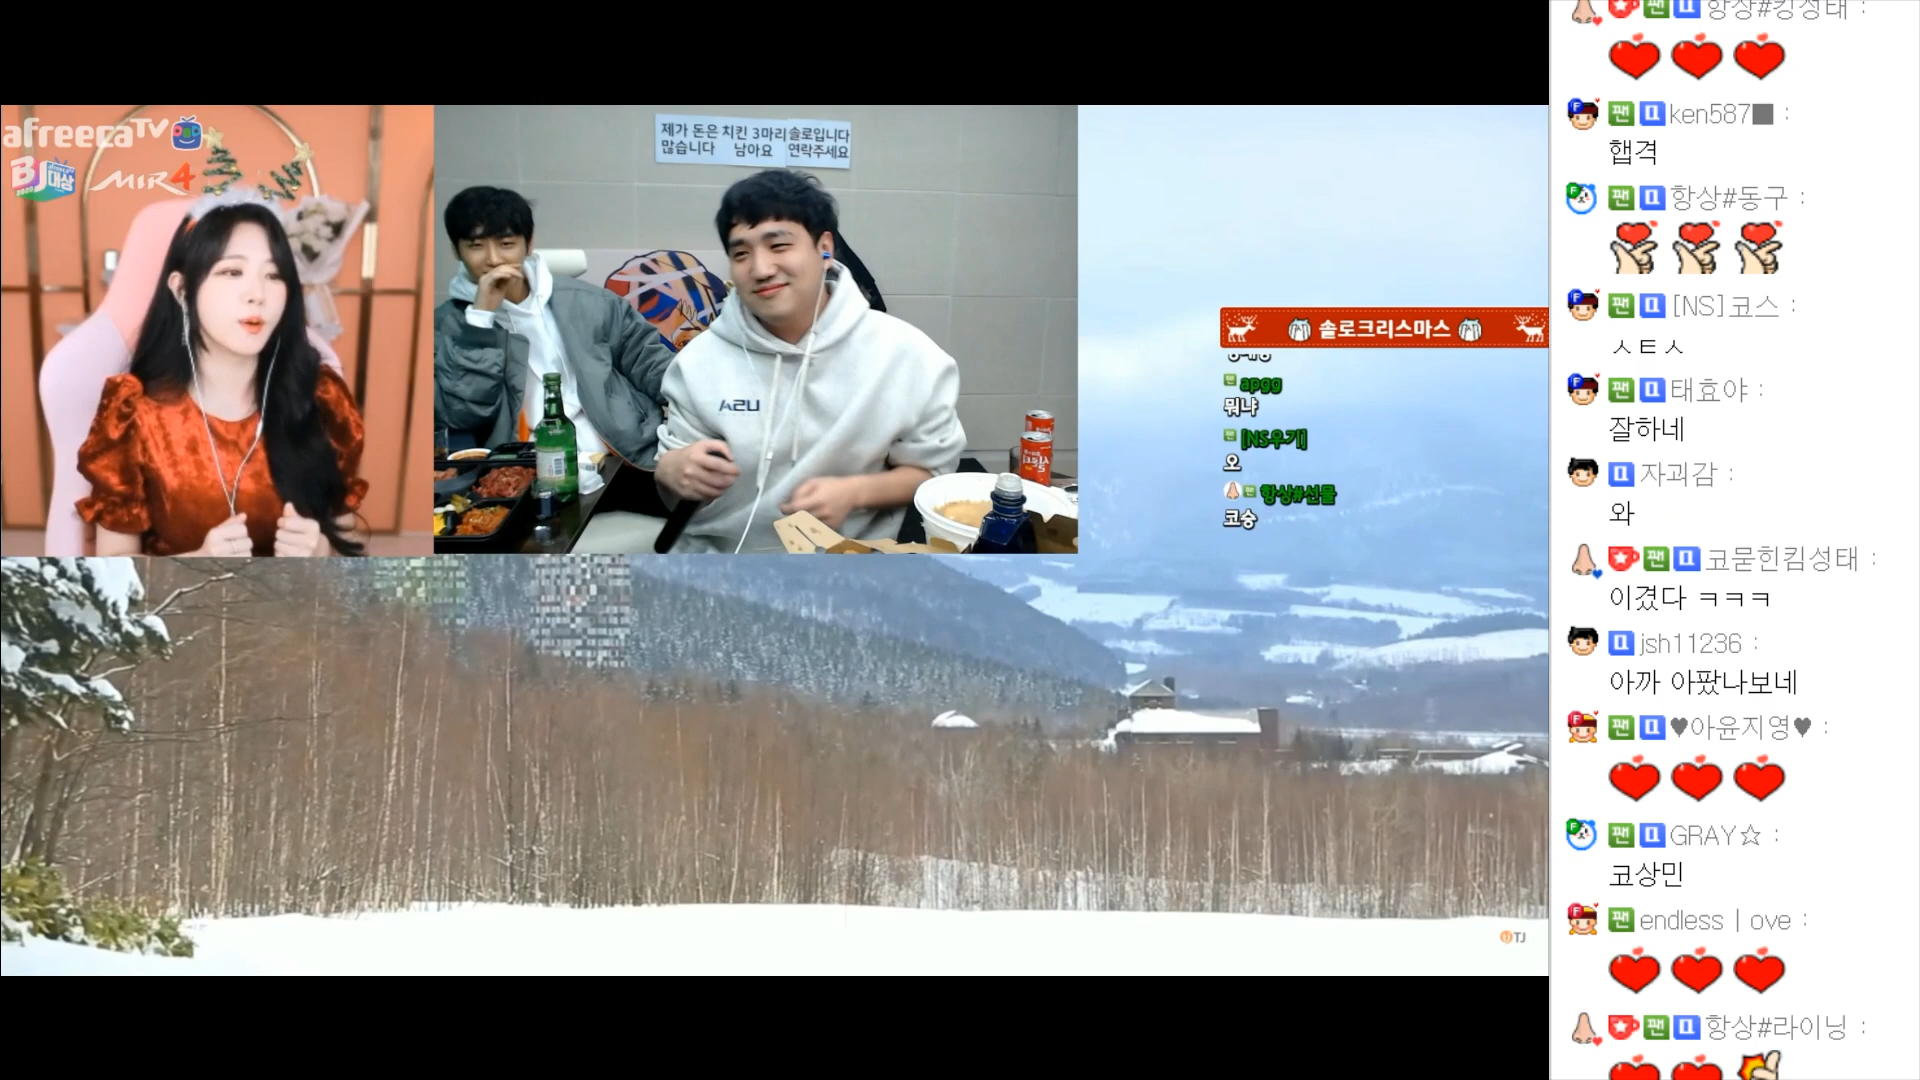 afreecaTV
BJ대상
2020
MIR4
제가 돈은
많습니다
치킨 3마리
남아요
솔로입니다
연락주세요
USA
솔로크리스마스
apgg
뭐냐
[NS우기]
오
항상#선물
코승
TJ
항상#킹성태 :
ken587■ :
햅격
항상#동구 :
[NS]코스 :
ㅅㅌㅅ
태효야 :
잘하네
자괴감 :
와
코묻힌킴성태 :
이겼다 ㅋㅋㅋ
jsh11236 :
아까 아팠나보네
♥아윤지영♥ :
GRAY☆ :
코상민
endless | ove :
항상#라이닝 :